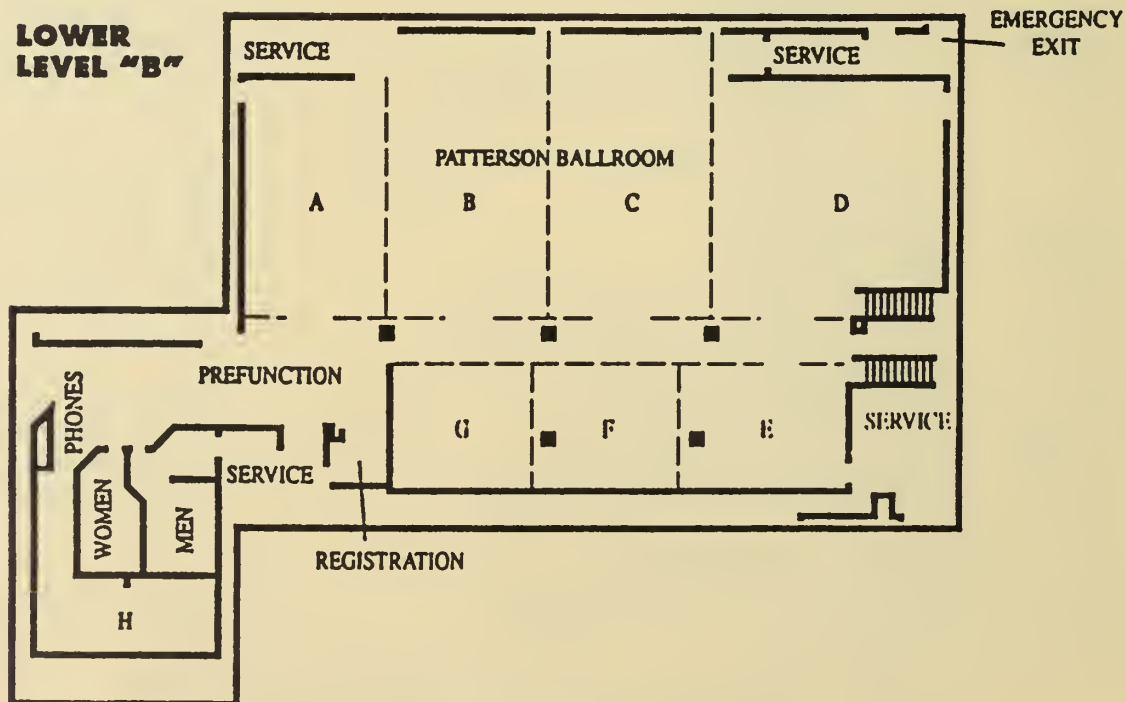 LOWER
LEVEL "B"
EMERGENCY
EXIT
SERVICE
SERVICE
PATTERSON BALLROOM
A
B
C
D
PREFUNCTION
PHONES
G
F
E
SERVICE
SERVICE
WOMEN
MEN
REGISTRATION
H